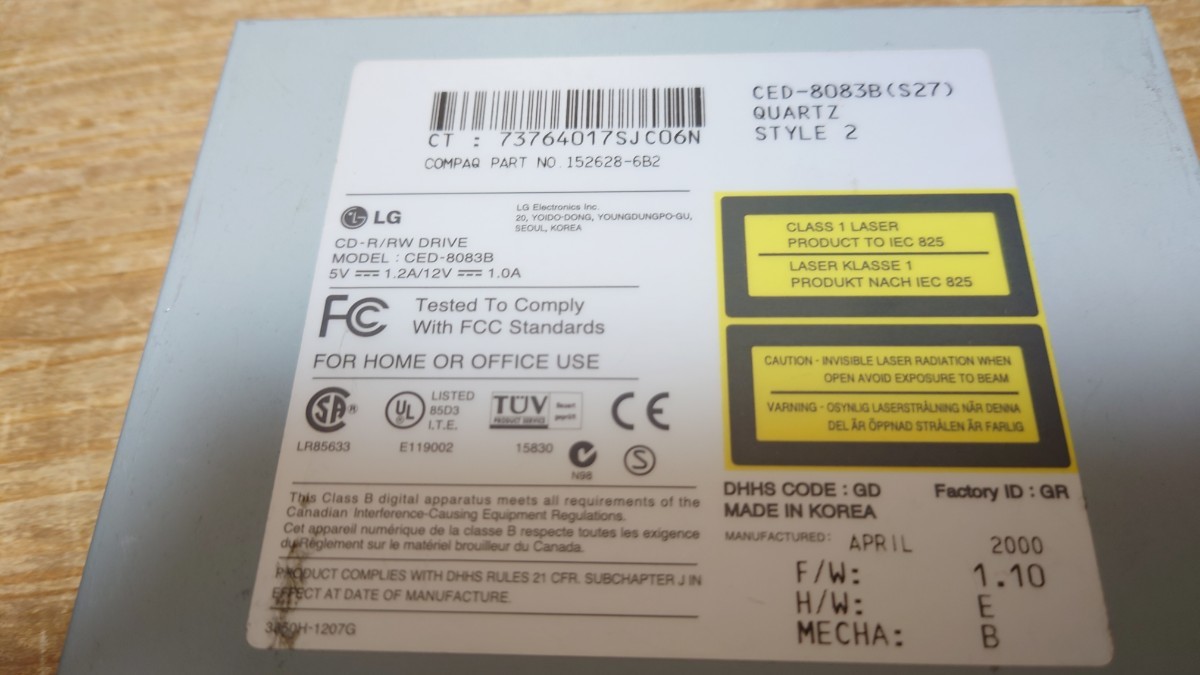 CT : 73764017SJC06N
COMPAQ PART NO. 152628-6B2
CED-8083B(S27)
QUARTZ
STYLE 2
LG
LG Electronics Inc.
20, YOIDO-DONG, YOUNGDUNGPO-GU,
SEOUL, KOREA
CD-R/RW DRIVE
MODEL : CED-8083B
5V 1.2A/12V 1.0A
FC Tested To Comply
With FCC Standards
FOR HOME OR OFFICE USE
SA
LR85633
UL LISTED
85D3
I.T.E.
E119002
TÜV
PRODUCT SERVICE
15830
CE
N98
S
This Class B digital apparatus meets all requirements of the
Canadian Interference-Causing Equipment Regulations.
Cet appareil numérique de la classe B respecte toutes les exigence
du Règlement sur le matériel brouilleur du Canada.
PRODUCT COMPLIES WITH DHHS RULES 21 CFR. SUBCHAPTER J IN
EFFECT AT DATE OF MANUFACTURE.
CLASS 1 LASER
PRODUCT TO IEC 825
LASER KLASSE 1
PRODUKT NACH IEC 825
CAUTION - INVISIBLE LASER RADIATION WHEN
OPEN AVOID EXPOSURE TO BEAM
VARNING - OSYNLIG LASERSTRÅLNING NÄR DENNA
DEL ÄR ÖPPNAD STRÅLEN ÄR FARLIG
DHHS CODE : GD Factory ID : GR
MADE IN KOREA
MANUFACTURED: APRIL 2000
F/W: 1.10
H/W: E
MECHA: B